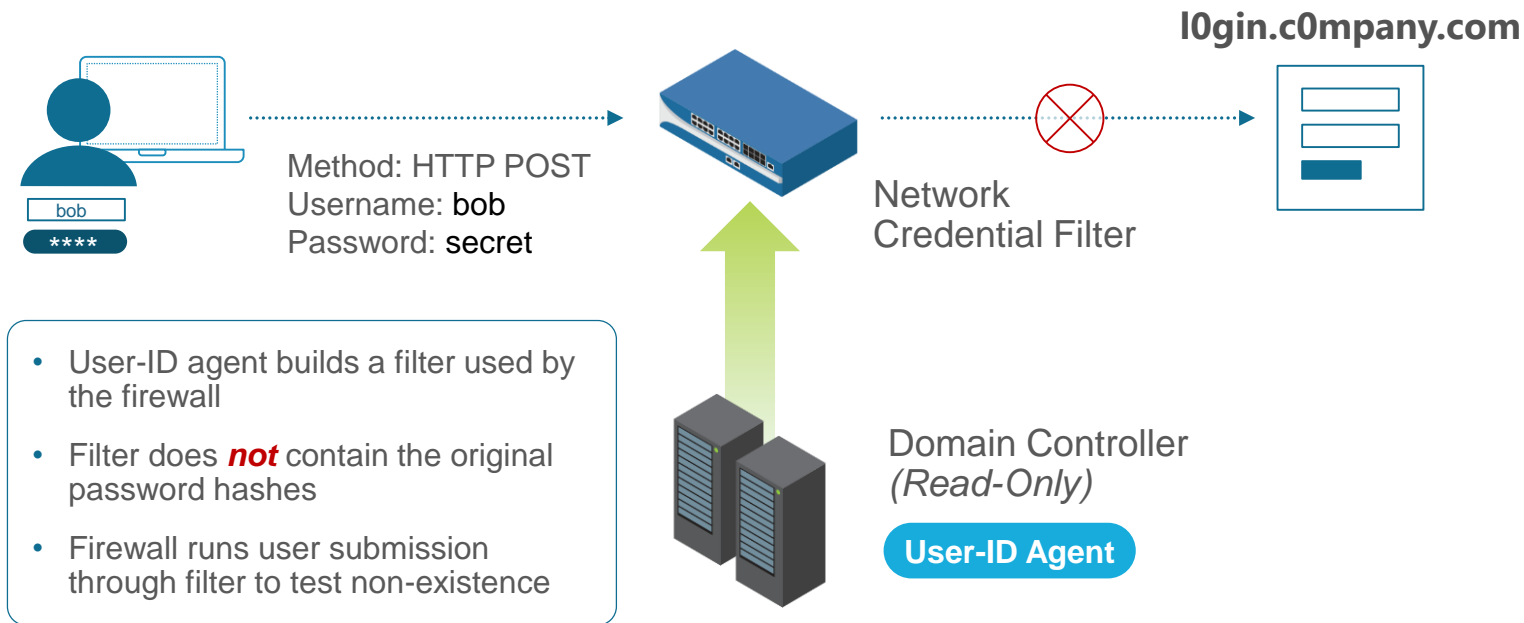 l0gin.c0mpany.com
bob
****
Method: HTTP POST
Username: bob
Password: secret
Network
Credential Filter
• User-ID agent builds a filter used by
the firewall
• Filter does not contain the original
password hashes
• Firewall runs user submission
through filter to test non-existence
Domain Controller
(Read-Only)
User-ID Agent